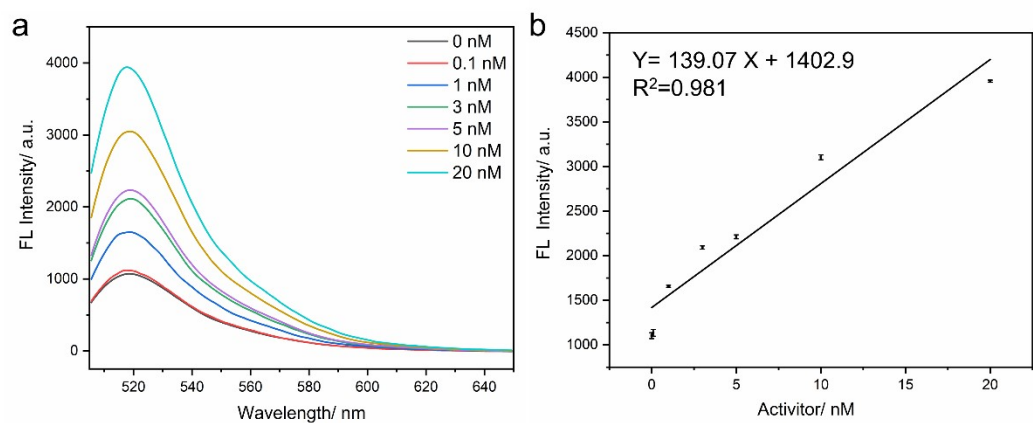 a
FL Intensity/ a.u.
4000
3000
2000
1000
0
520
540
560
580
600
620
640
Wavelength/ nm
0 nM
0.1 nM
1 nM
3 nM
5 nM
10 nM
20 nM
b
FL Intensity/ a.u.
4500
4000
3500
3000
2500
2000
1500
1000
0
5
10
15
20
Activitor/ nM
Y= 139.07 X + 1402.9
R²=0.981